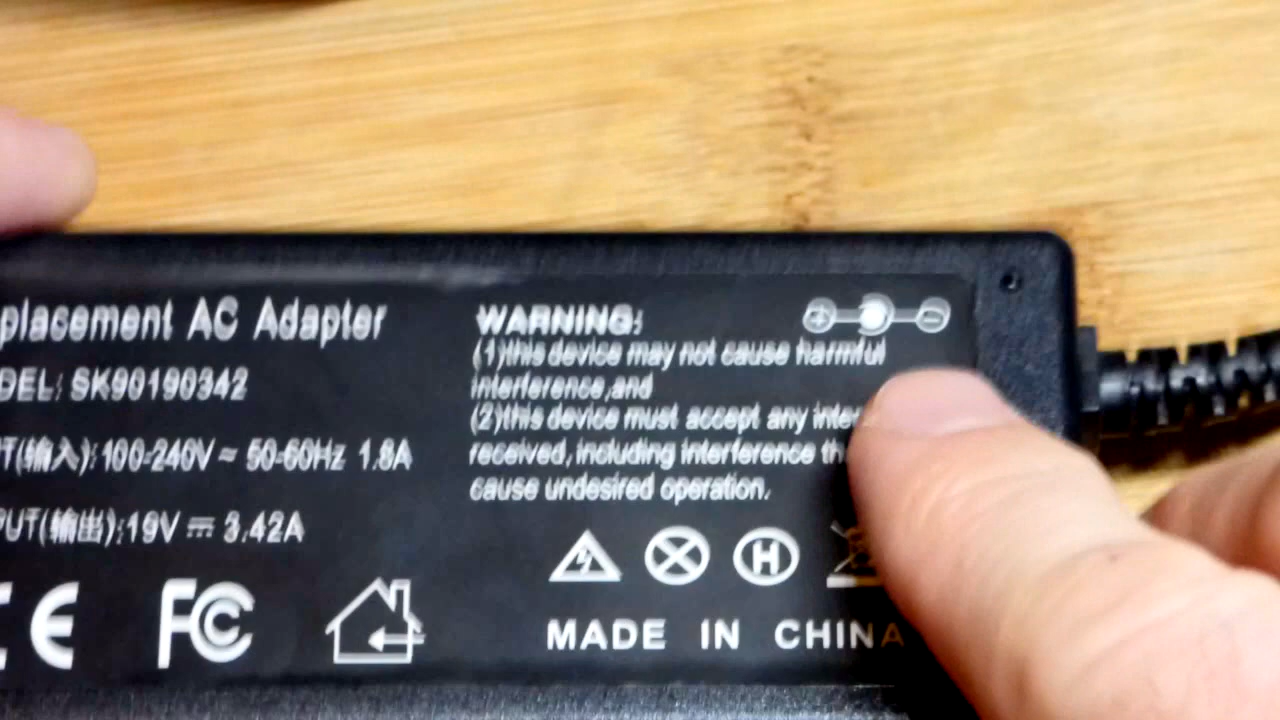 placement AC Adapter
DEL: SK90190342
T(输入):100-240V ~ 50-60Hz 1.8A
PUT(输出):19V ⎓ 3.42A
CE FC
WARNING:
(1)this device may not cause harmful
interference,and
(2)this device must accept any inter
received, including interference th
cause undesired operation.
H
MADE IN CHINA